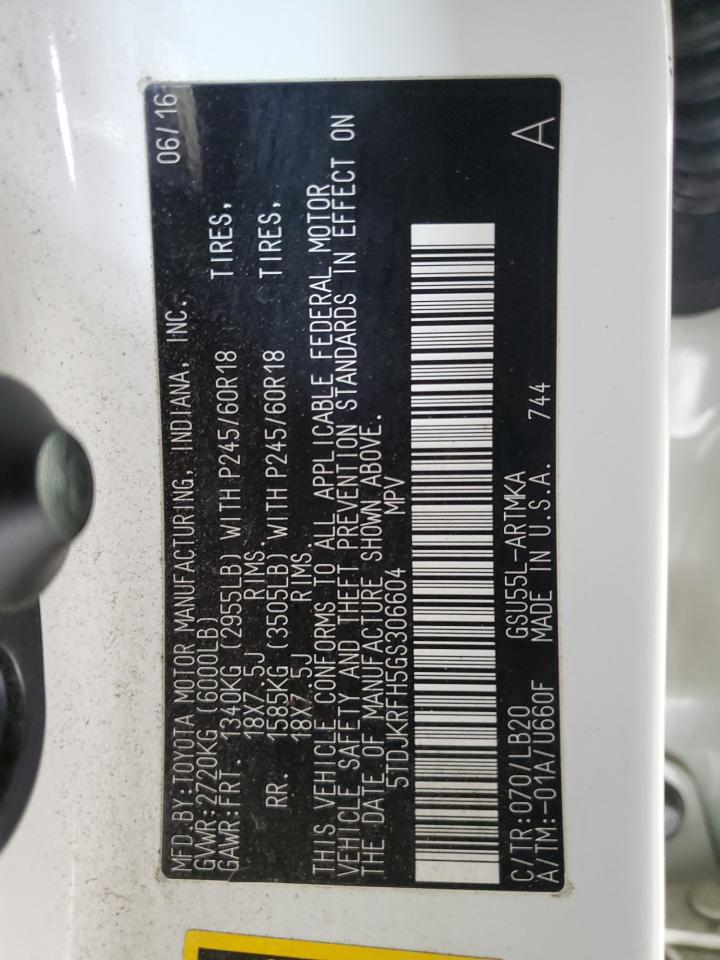 MFD.BY:TOYOTA MOTOR MANUFACTURING, INDIANA, INC. 06/16
GVWR:2720KG (6000LB)
GAWR:FRT. 1340KG (2955LB) WITH P245/60R18 TIRES,
18X7.5J RIMS.
RR. 1585KG (3505LB) WITH P245/60R18 TIRES,
18X7.5J RIMS.
THIS VEHICLE CONFORMS TO ALL APPLICABLE FEDERAL MOTOR
VEHICLE SAFETY AND THEFT PREVENTION STANDARDS IN EFFECT ON
THE DATE OF MANUFACTURE SHOWN ABOVE.
5TDJKRFH5GS306604 MPV
C/TR:070/LB20 GSU55L-ARTMKA 744
A/TM:-01A/U660F MADE IN U.S.A. A